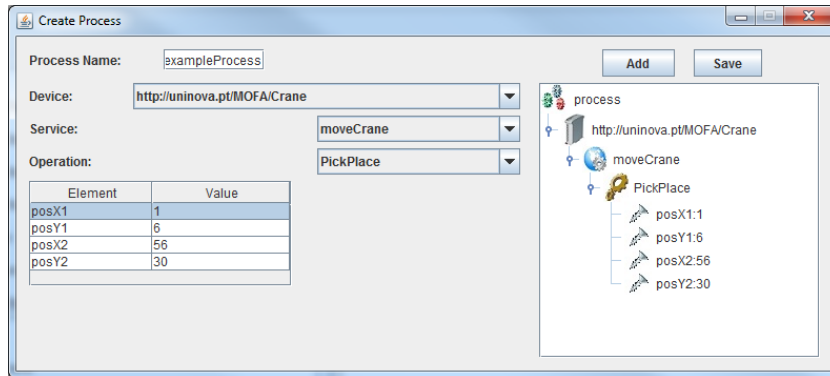 Create Process
Process Name: exampleProcess
Add Save
Device: http://uninova.pt/MOFA/Crane
Service: moveCrane
Operation: PickPlace
Element Value
posX1 1
posY1 6
posX2 56
posY2 30
process
http://uninova.pt/MOFA/Crane
moveCrane
PickPlace
posX1:1
posY1:6
posX2:56
posY2:30